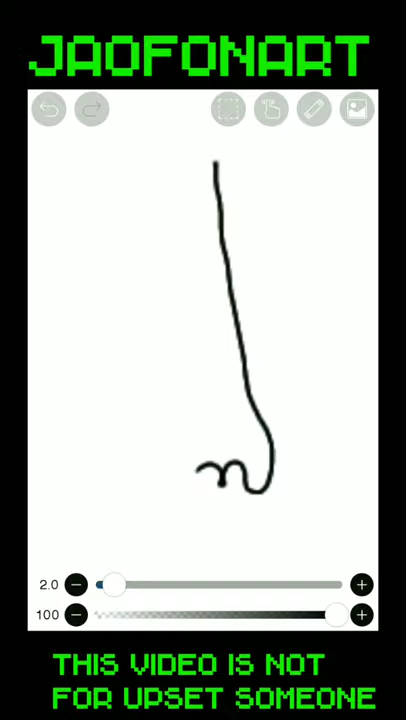 JAOFONART
2.0
100
THIS VIDEO IS NOT
FOR UPSET SOMEONE